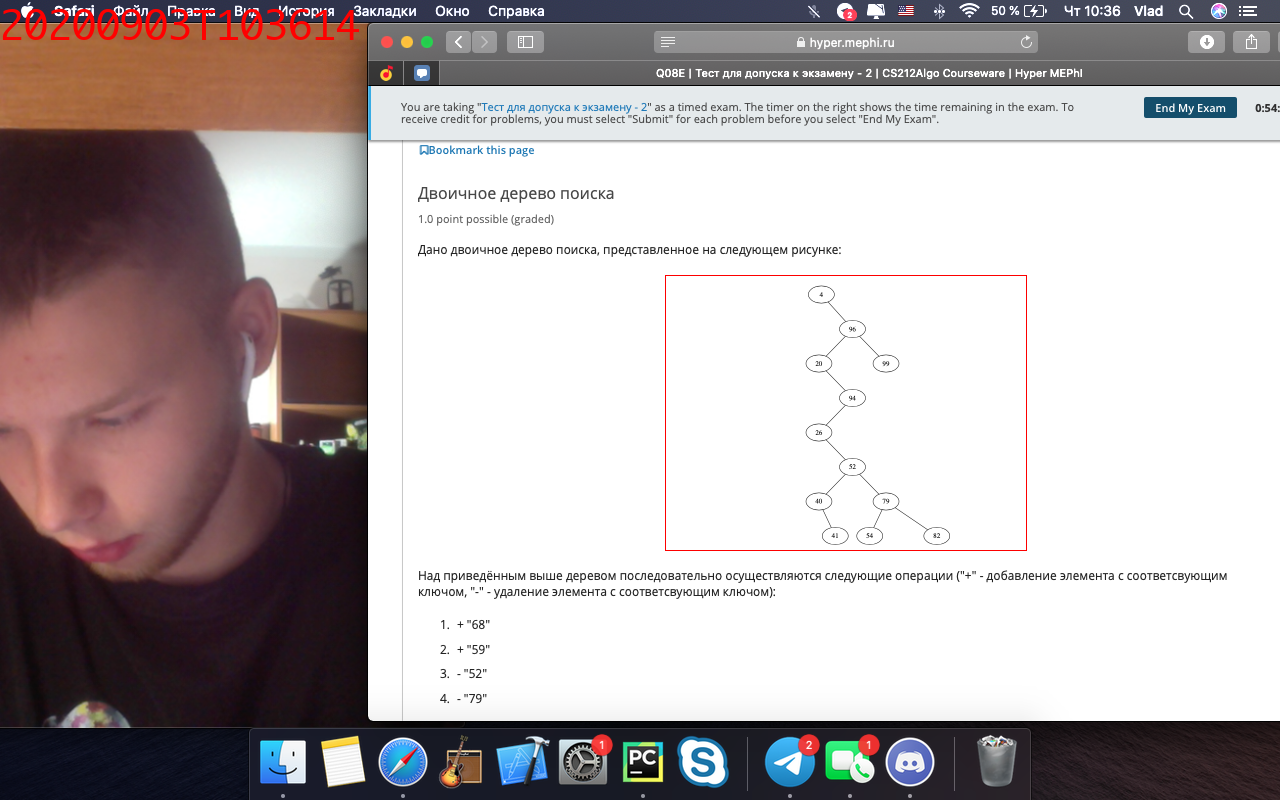 Safari Файл Правка Вид История Закладки Окно Справка 2 50 % Чт 10:36 Vlad
20200903T103614
hyper.mephi.ru
Q08E | Тест для допуска к экзамену - 2 | CS212Algo Courseware | Hyper MEPhI
You are taking "Тест для допуска к экзамену - 2" as a timed exam. The timer on the right shows the time remaining in the exam. To
receive credit for problems, you must select "Submit" for each problem before you select "End My Exam".
End My Exam 0:54:
Bookmark this page
Двоичное дерево поиска
1.0 point possible (graded)
Дано двоичное дерево поиска, представленное на следующем рисунке:
4
96
20 99
94
26
52
40 79
41 54 82
Над приведённым выше деревом последовательно осуществляются следующие операции ("+" - добавление элемента с соответсвующим
ключом, "-" - удаление элемента с соответсвующим ключом):
1. + "68"
2. + "59"
3. - "52"
4. - "79"
1 PC 2 1